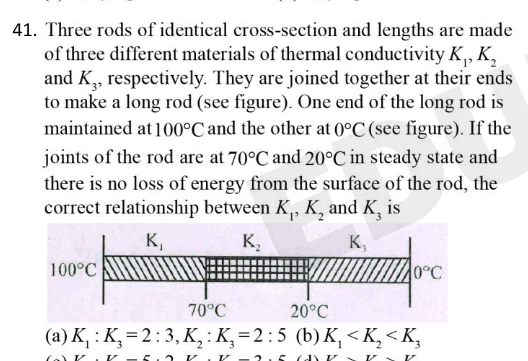 41. Three rods of identical cross-section and lengths are made
of three different materials of thermal conductivity K₁, K₂
and K₃, respectively. They are joined together at their ends
to make a long rod (see figure). One end of the long rod is
maintained at 100°C and the other at 0°C (see figure). If the
joints of the rod are at 70°C and 20°C in steady state and
there is no loss of energy from the surface of the rod, the
correct relationship between K₁, K₂ and K₃ is
K₁ K₂ K₃
100°C 0°C
70°C 20°C
(a) K₁ : K₃ = 2 : 3, K₂ : K₃ = 2 : 5 (b) K₁ < K₂ < K₃
EDU